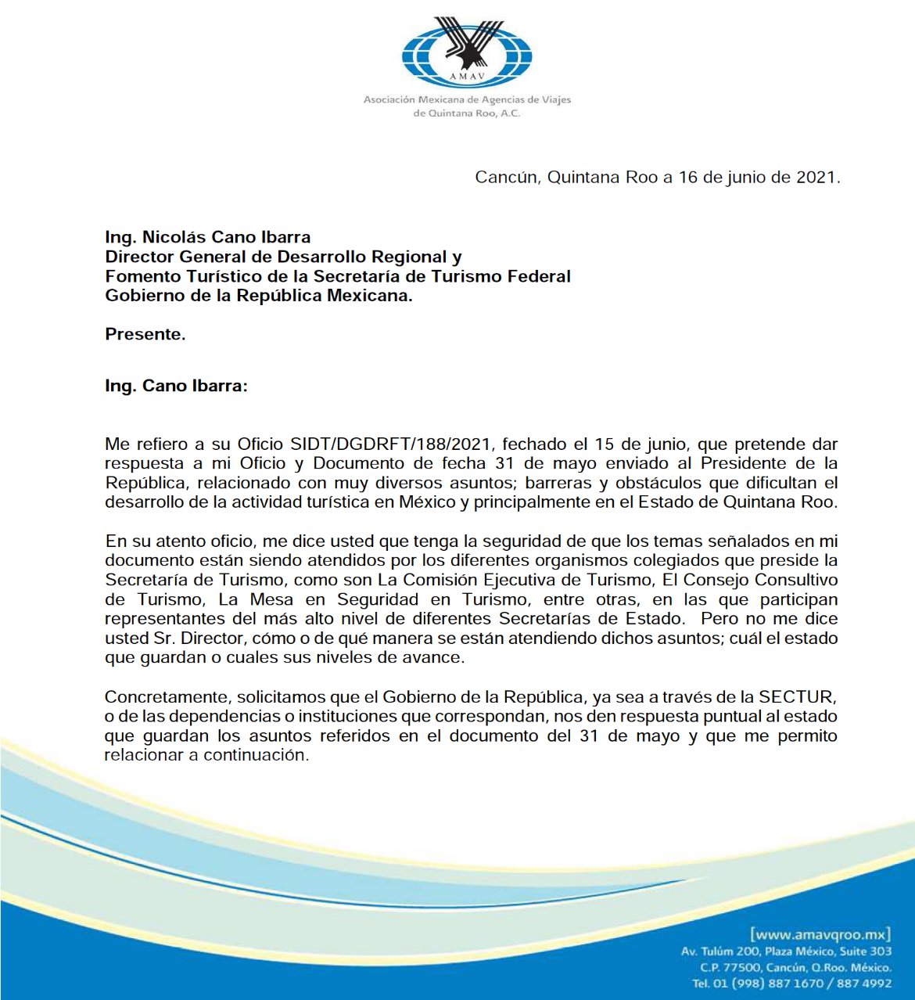 AMAV
Asociación Mexicana de Agencias de Viajes
de Quintana Roo, A.C.
Cancún, Quintana Roo a 16 de junio de 2021.
Ing. Nicolás Cano Ibarra
Director General de Desarrollo Regional y
Fomento Turístico de la Secretaría de Turismo Federal
Gobierno de la República Mexicana.
Presente.
Ing. Cano Ibarra:
Me refiero a su Oficio SIDT/DGDRFT/188/2021, fechado el 15 de junio, que pretende dar
respuesta a mi Oficio y Documento de fecha 31 de mayo enviado al Presidente de la
República, relacionado con muy diversos asuntos; barreras y obstáculos que dificultan el
desarrollo de la actividad turística en México y principalmente en el Estado de Quintana Roo.
En su atento oficio, me dice usted que tenga la seguridad de que los temas señalados en mi
documento están siendo atendidos por los diferentes organismos colegiados que preside la
Secretaría de Turismo, como son La Comisión Ejecutiva de Turismo, El Consejo Consultivo
de Turismo, La Mesa en Seguridad en Turismo, entre otras, en las que participan
representantes del más alto nivel de diferentes Secretarías de Estado.  Pero no me dice
usted Sr. Director, cómo o de qué manera se están atendiendo dichos asuntos; cuál el estado
que guardan o cuales sus niveles de avance.
Concretamente, solicitamos que el Gobierno de la República, ya sea a través de la SECTUR,
o de las dependencias o instituciones que correspondan, nos den respuesta puntual al estado
que guardan los asuntos referidos en el documento del 31 de mayo y que me permito
relacionar a continuación.
[www.amavqroo.mx]
Av. Tulúm 200, Plaza México, Suite 303
C.P. 77500, Cancún, Q.Roo. México.
Tel. 01 (998) 887 1670 / 887 4992